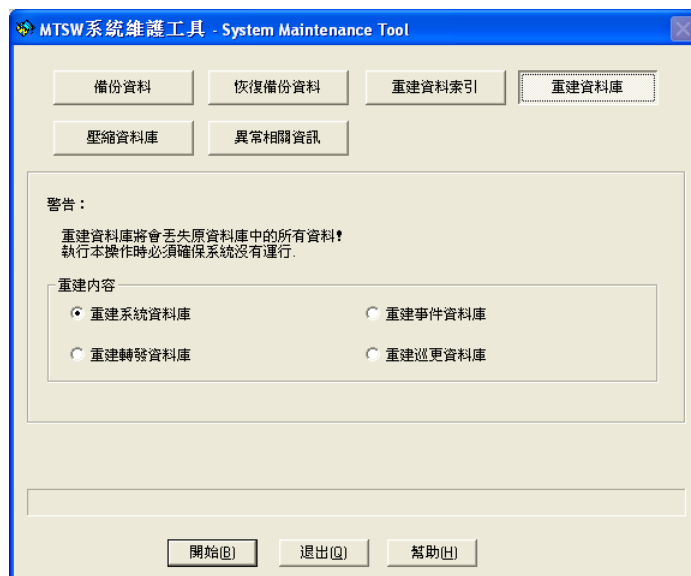 MTSW系統維護工具 - System Maintenance Tool
備份資料 恢復備份資料 重建資料索引 重建資料庫
壓縮資料庫 異常相關資訊
警告：
重建資料庫將會丟失原資料庫中的所有資料!
執行本操作時必須確保系統沒有運行.
重建内容
重建系統資料庫 重建事件資料庫
重建轉發資料庫 重建巡更資料庫
開始(B) 退出(Q) 幫助(H)